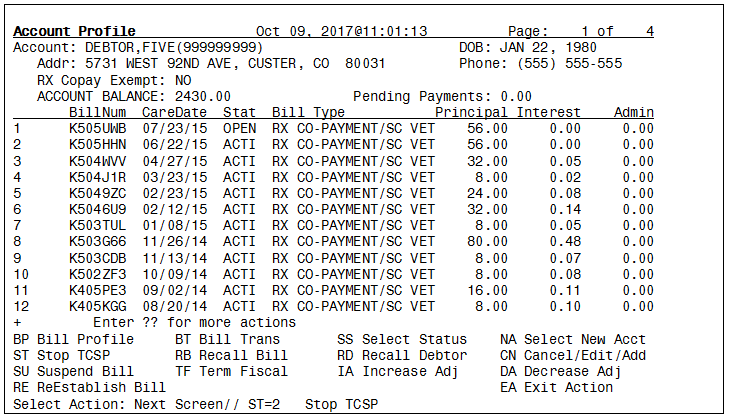 Account Profile Oct 09, 2017@11:01:13 Page: 1 of 4
Account: DEBTOR,FIVE(999999999) DOB: JAN 22, 1980
Addr: 5731 WEST 92ND AVE, CUSTER, CO 80031 Phone: (555) 555-555
RX Copay Exempt: NO
ACCOUNT BALANCE: 2430.00 Pending Payments: 0.00
BillNum CareDate Stat Bill Type Principal Interest Admin
1 K505UWB 07/23/15 OPEN RX CO-PAYMENT/SC VET 56.00 0.00 0.00
2 K505HHN 06/22/15 ACTI RX CO-PAYMENT/SC VET 56.00 0.00 0.00
3 K504WVV 04/27/15 ACTI RX CO-PAYMENT/SC VET 32.00 0.05 0.00
4 K504J1R 03/23/15 ACTI RX CO-PAYMENT/SC VET 8.00 0.02 0.00
5 K5049ZC 02/23/15 ACTI RX CO-PAYMENT/SC VET 24.00 0.08 0.00
6 K5046U9 02/12/15 ACTI RX CO-PAYMENT/SC VET 32.00 0.14 0.00
7 K503TUL 01/08/15 ACTI RX CO-PAYMENT/SC VET 8.00 0.05 0.00
8 K503G66 11/26/14 ACTI RX CO-PAYMENT/SC VET 80.00 0.48 0.00
9 K503CDB 11/13/14 ACTI RX CO-PAYMENT/SC VET 8.00 0.07 0.00
10 K502ZF3 10/09/14 ACTI RX CO-PAYMENT/SC VET 8.00 0.08 0.00
11 K405PE3 09/02/14 ACTI RX CO-PAYMENT/SC VET 16.00 0.11 0.00
12 K405KGG 08/20/14 ACTI RX CO-PAYMENT/SC VET 8.00 0.10 0.00
+ Enter ?? for more actions
BP Bill Profile BT Bill Trans SS Select Status NA Select New Acct
ST Stop TCSP RB Recall Bill RD Recall Debtor CN Cancel/Edit/Add
SU Suspend Bill TF Term Fiscal IA Increase Adj DA Decrease Adj
RE ReEstablish Bill EA Exit Action
Select Action: Next Screen// ST=2 Stop TCSP